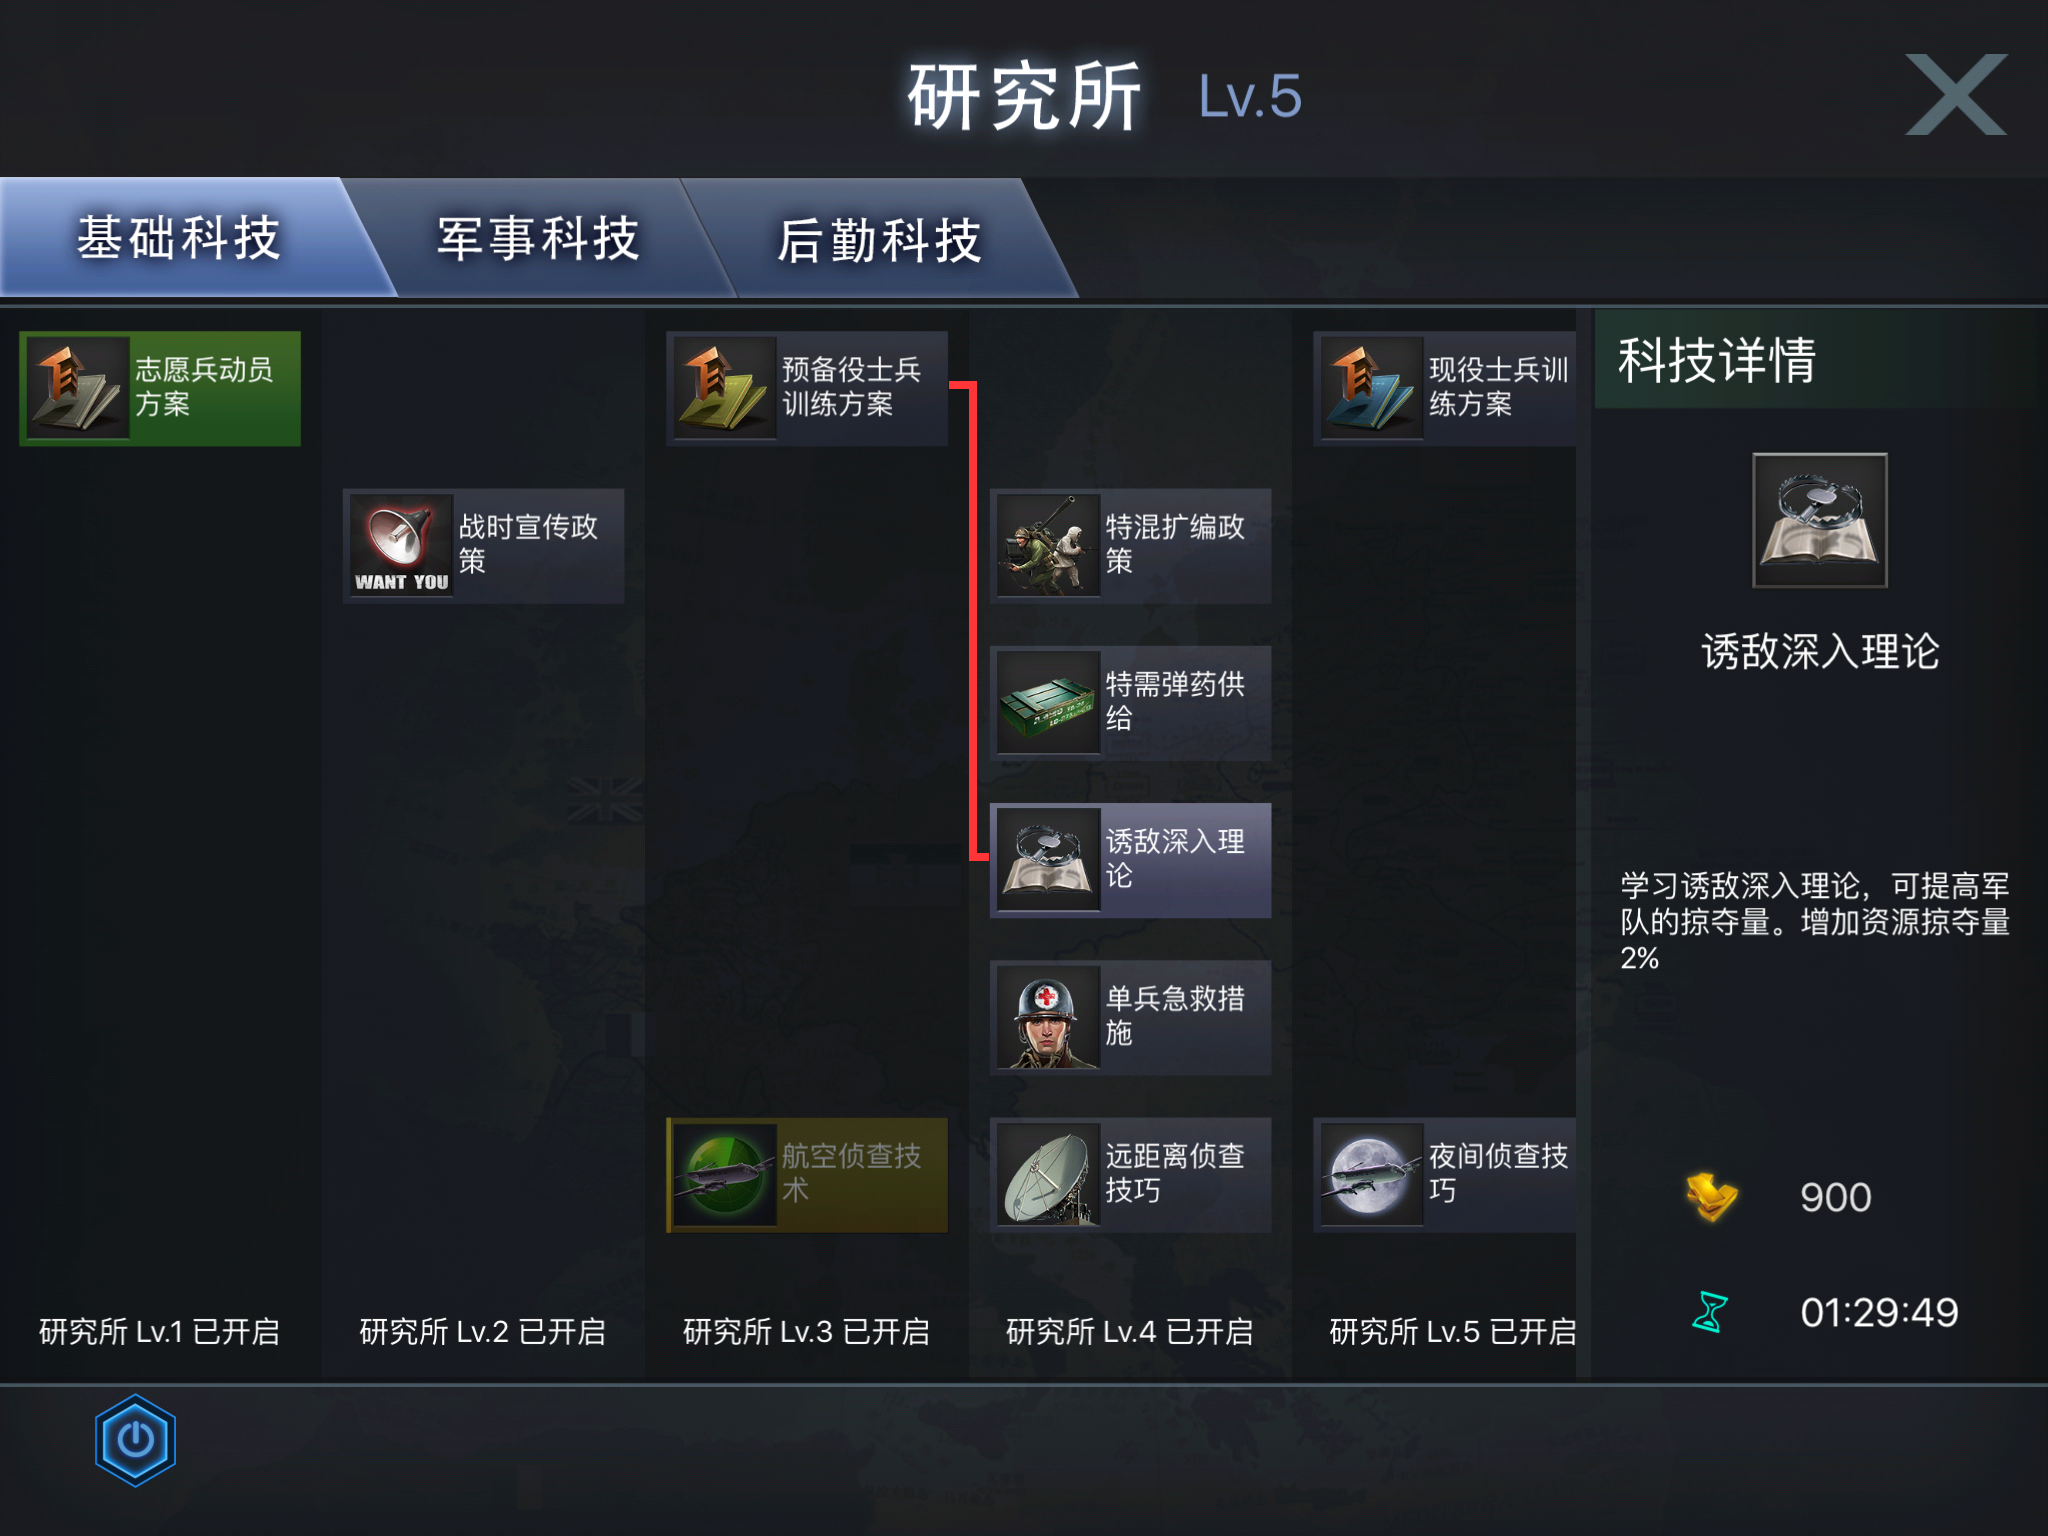 研究所 Lv.5
基础科技
军事科技
后勤科技
志愿兵动员
方案
预备役士兵
训练方案
现役士兵训
练方案
科技详情
战时宣传政
策
WANT YOU
特混扩编政
策
诱敌深入理论
特需弹药供
给
诱敌深入理
论
学习诱敌深入理论，可提高军
队的掠夺量。增加资源掠夺量
2%
单兵急救措
施
航空侦查技
术
远距离侦查
技巧
夜间侦查技
巧
900
01:29:49
研究所 Lv.1 已开启
研究所 Lv.2 已开启
研究所 Lv.3 已开启
研究所 Lv.4 已开启
研究所 Lv.5 已开启